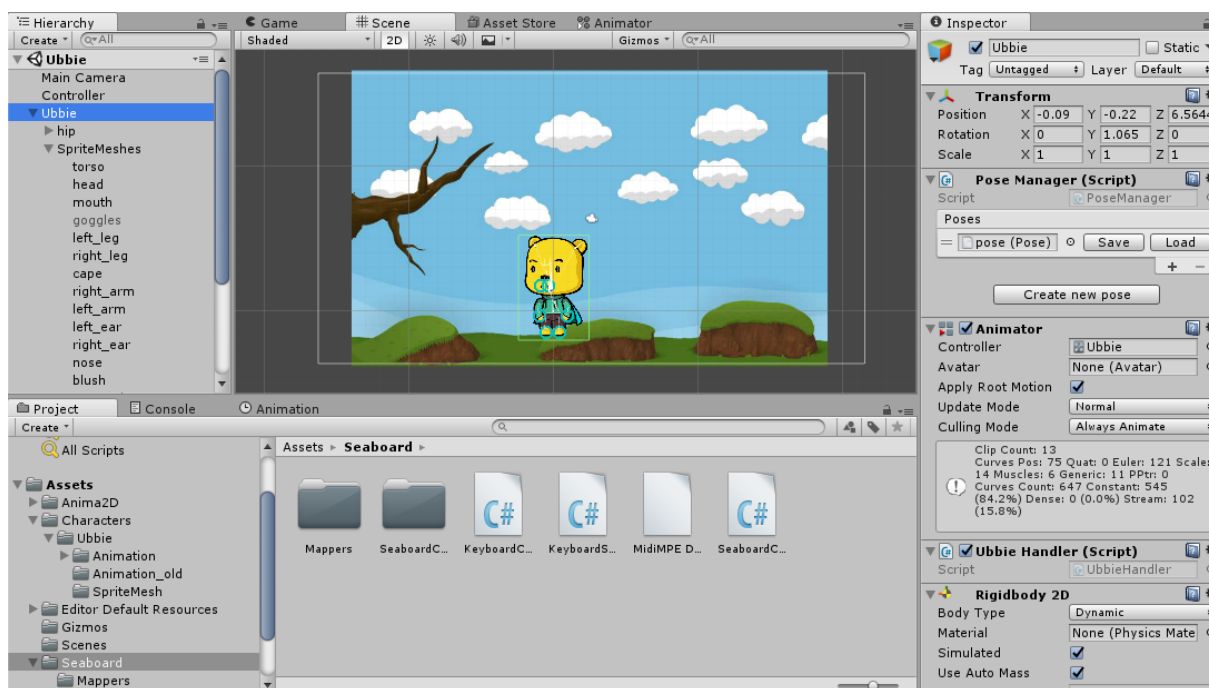 Hierarchy
Create
All
Ubbie
Main Camera
Controller
Ubbie
hip
SpriteMeshes
torso
head
mouth
goggles
left_leg
right_leg
cape
right_arm
left_arm
left_ear
right_ear
nose
blush
Game
Scene
Asset Store
Animator
Shaded
2D
Gizmos
All
Project
Console
Animation
Create
All Scripts
Assets
Anima2D
Characters
Ubbie
Animation
Animation_old
SpriteMesh
Editor Default Resources
Gizmos
Scenes
Seaboard
Mappers
Assets Seaboard
C# C# C#
Mappers SeaboardC... KeyboardC... KeyboardS... MidiMPE D... SeaboardC...
Inspector
Ubbie Static
Tag Untagged Layer Default
Transform
Position X -0.09 Y -0.22 Z 6.5644
Rotation X 0 Y 1.065 Z 0
Scale X 1 Y 1 Z 1
Pose Manager (Script)
Script PoseManager
Poses
pose (Pose) Save Load
+ −
Create new pose
Animator
Controller Ubbie
Avatar None (Avatar)
Apply Root Motion
Update Mode Normal
Culling Mode Always Animate
Clip Count: 13
Curves Pos: 75 Quat: 0 Euler: 121 Scale:
14 Muscles: 6 Generic: 11 PPtr: 0
Curves Count: 647 Constant: 545
(84.2%) Dense: 0 (0.0%) Stream: 102
(15.8%)
Ubbie Handler (Script)
Script UbbieHandler
Rigidbody 2D
Body Type Dynamic
Material None (Physics Mate
Simulated
Use Auto Mass